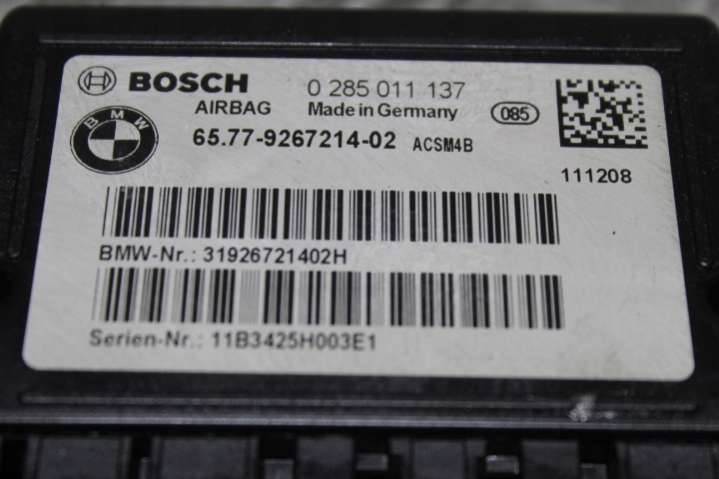 BOSCH 0 285 011 137
AIRBAG Made in Germany 085
BMW 65.77-9267214-02 ACSM4B
111208
BMW-Nr.: 31926721402H
Serien-Nr.: 11B3425H003E1